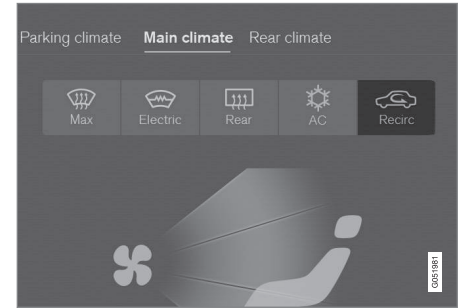 Parking climate Main climate Rear climate
Max Electric Rear AC Recirc
G051981